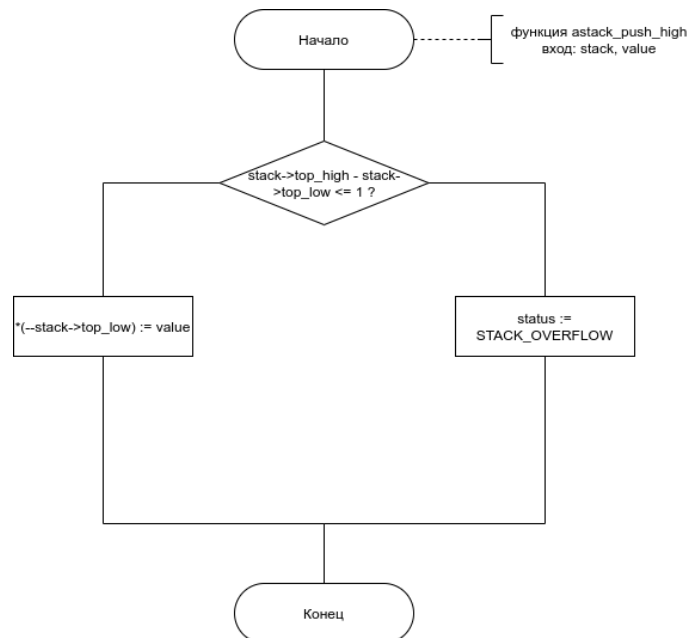 Начало
функция astack_push_high
вход: stack, value
stack->top_high - stack-
>top_low <= 1 ?
*(--stack->top_low) := value
status :=
STACK_OVERFLOW
Конец